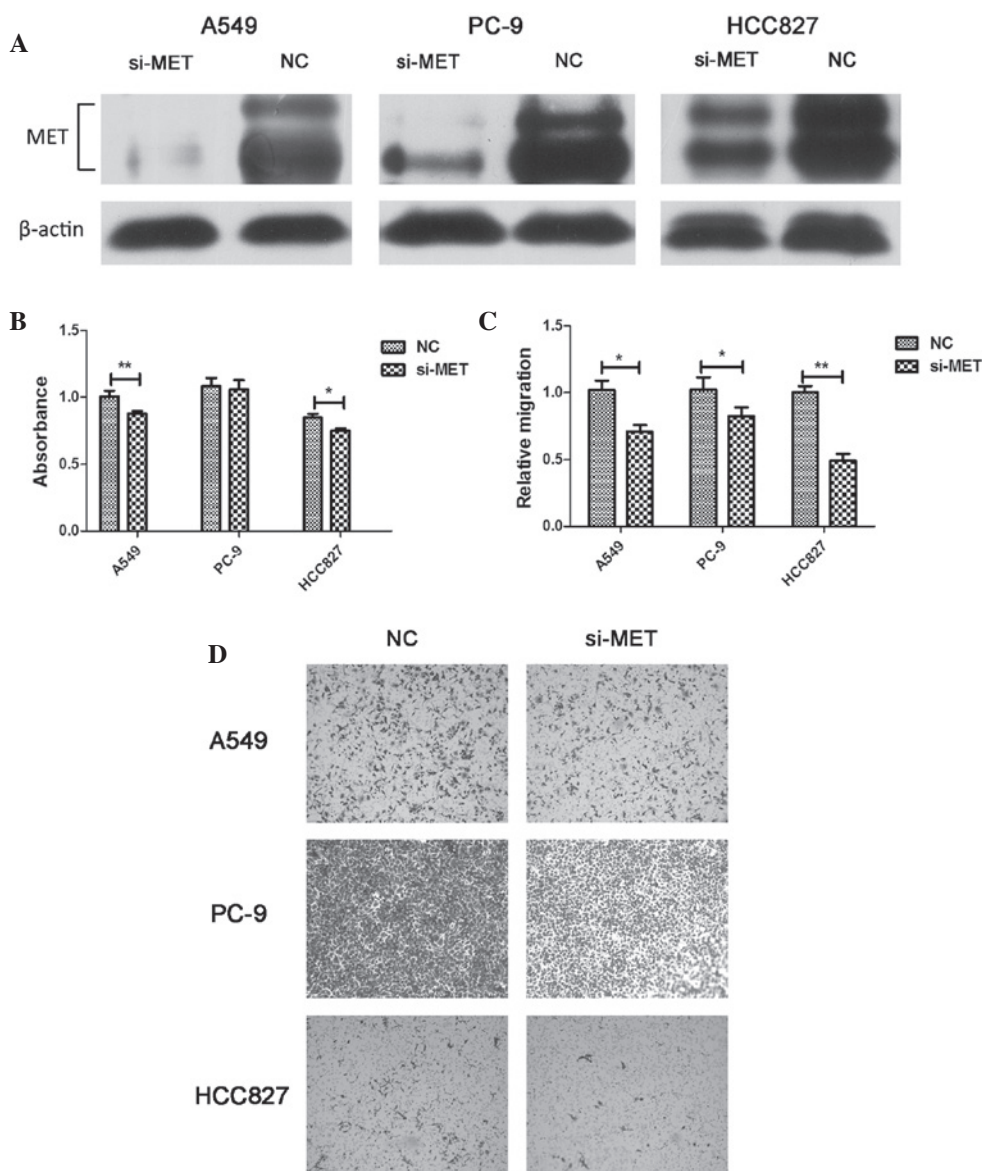 A
A549 PC-9 HCC827
si-MET NC si-MET NC si-MET NC
MET
β-actin
B
1.5
1.0
0.5
0.0
Absorbance
** *
NC
si-MET
A549 PC-9 HCC827
C
1.5
1.0
0.5
0.0
Relative migration
* * **
NC
si-MET
A549 PC-9 HCC827
D
NC si-MET
A549
PC-9
HCC827